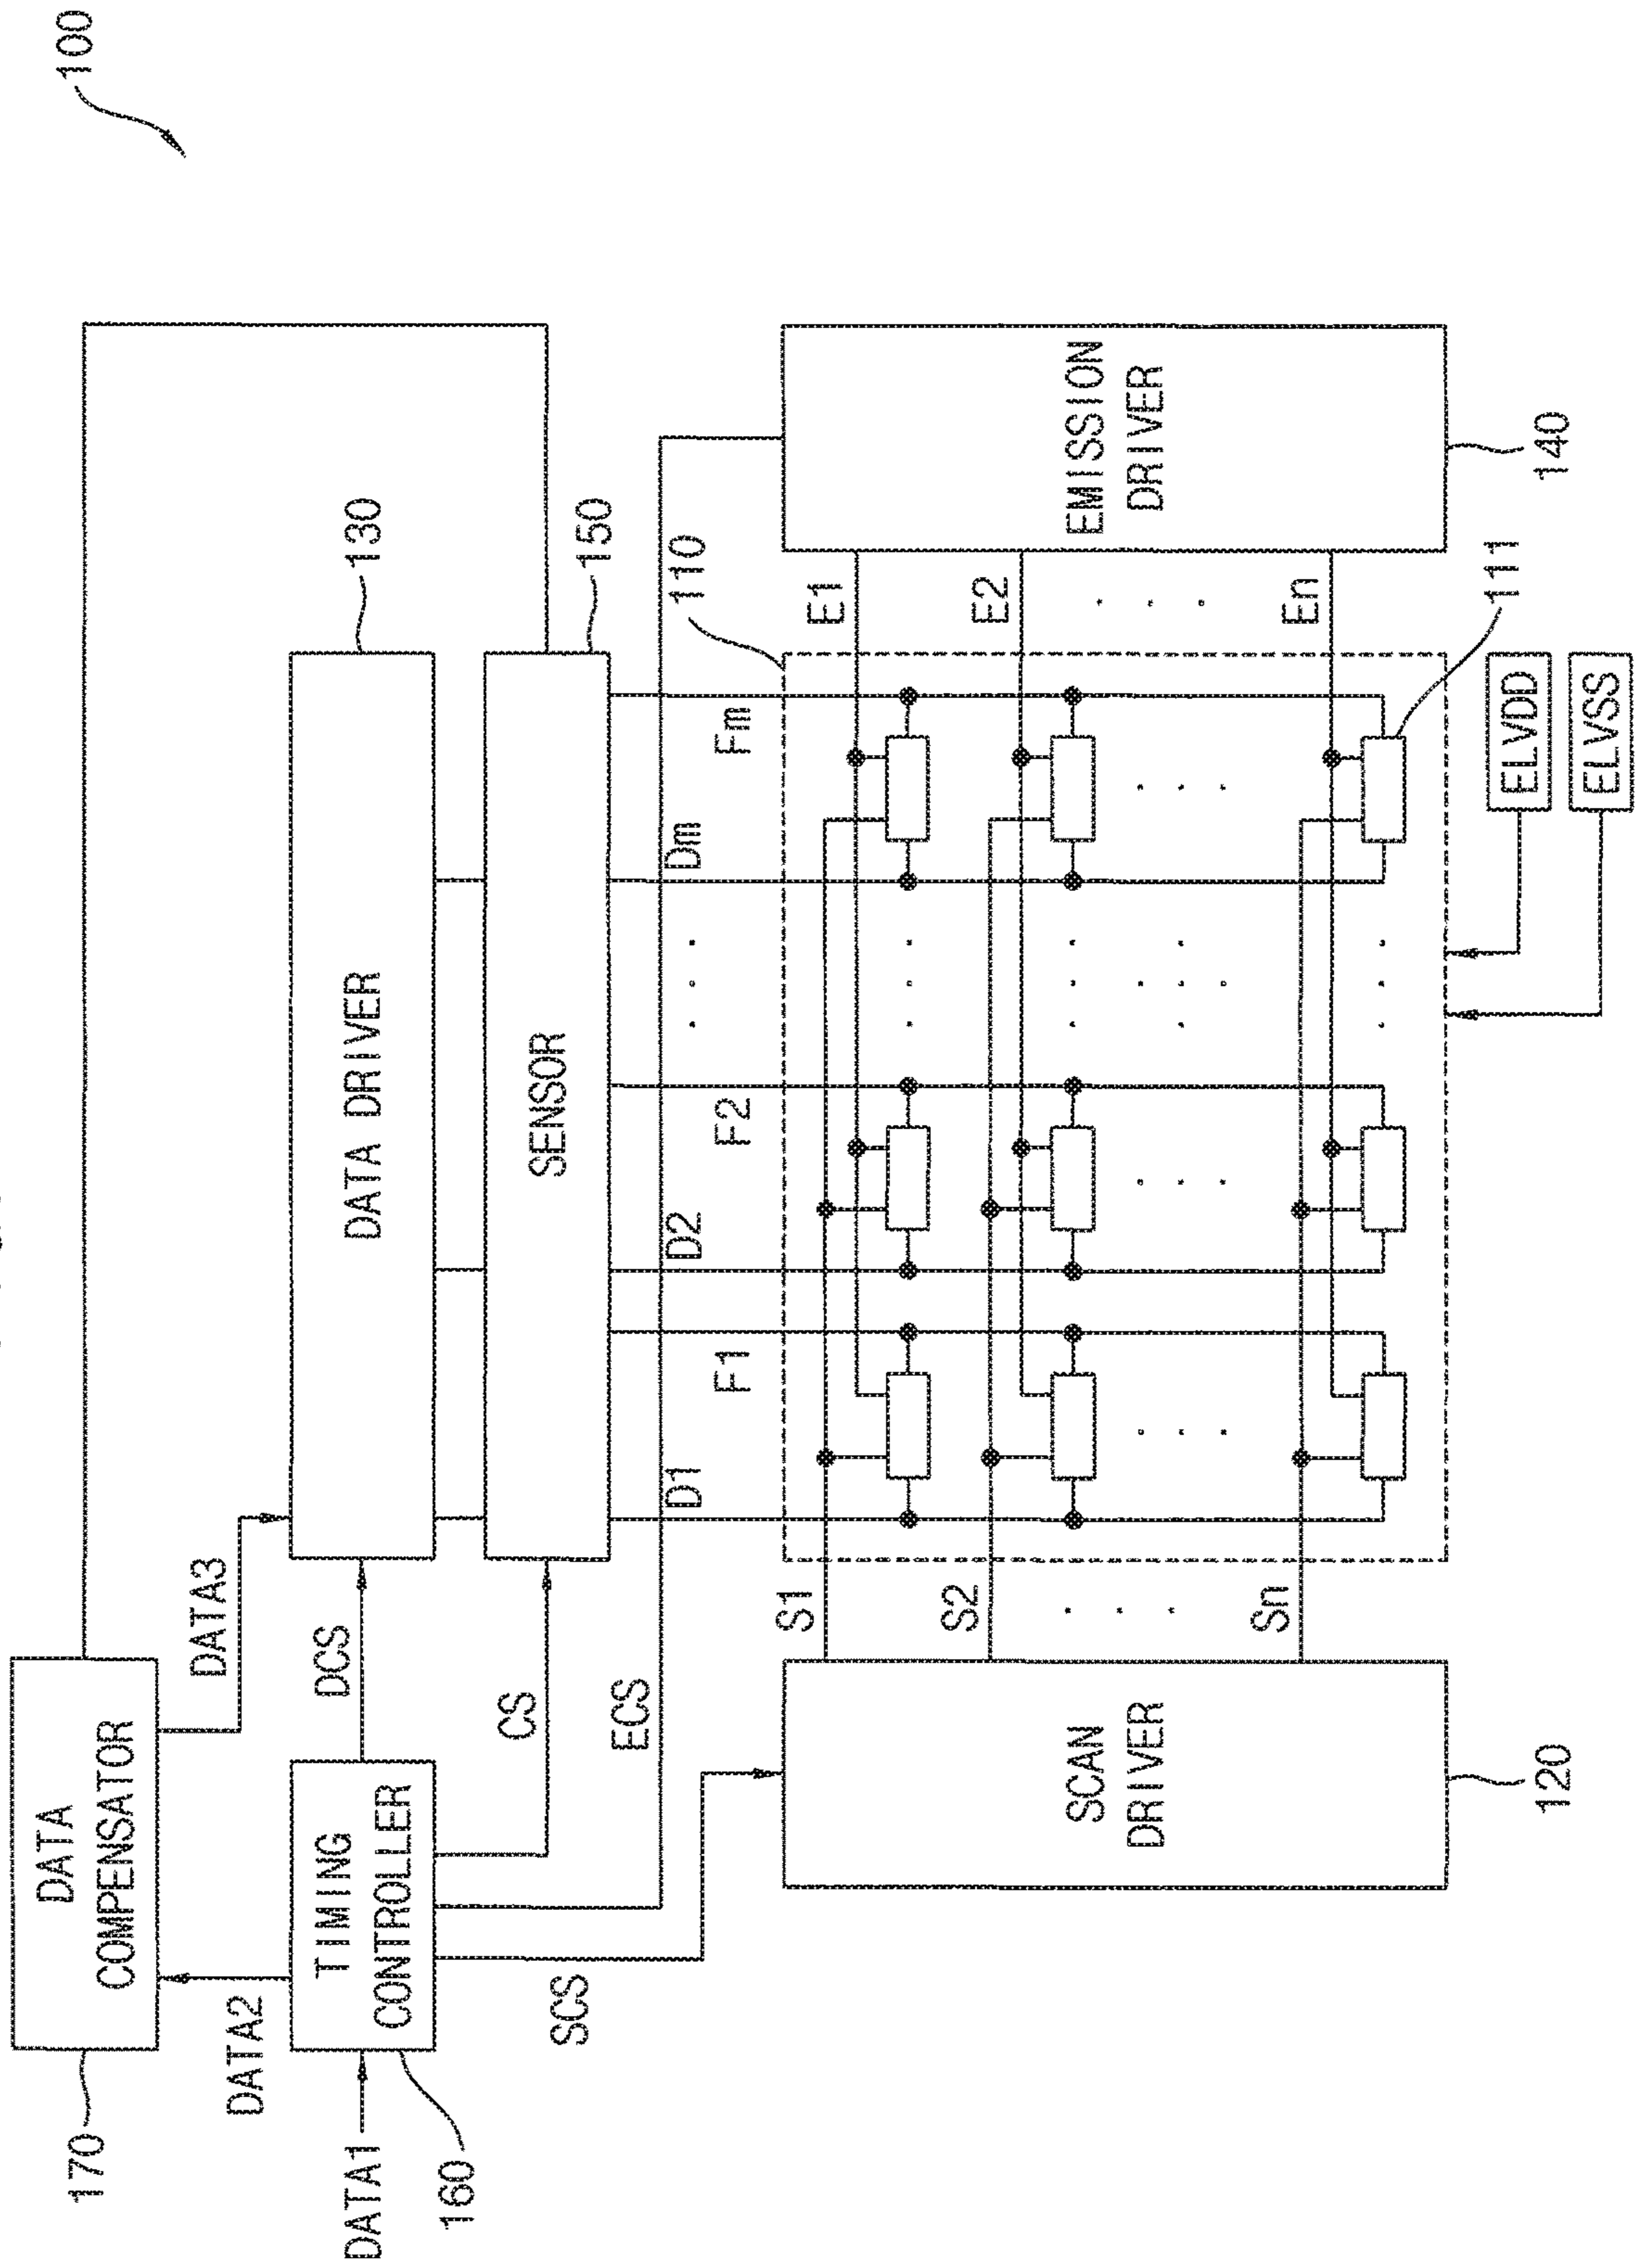 100
170
DATA
COMPENSATOR
DATA2
DATA3
DATA1
TIMING
CONTROLLER
160
DCS
DATA DRIVER
130
CS
SENSOR
150
ECS
SCS
D1
F1
D2
F2
Dm
Fm
110
S1
S2
Sn
E1
E2
En
SCAN
DRIVER
120
EMISSION
DRIVER
140
111
ELVDD
ELVSS